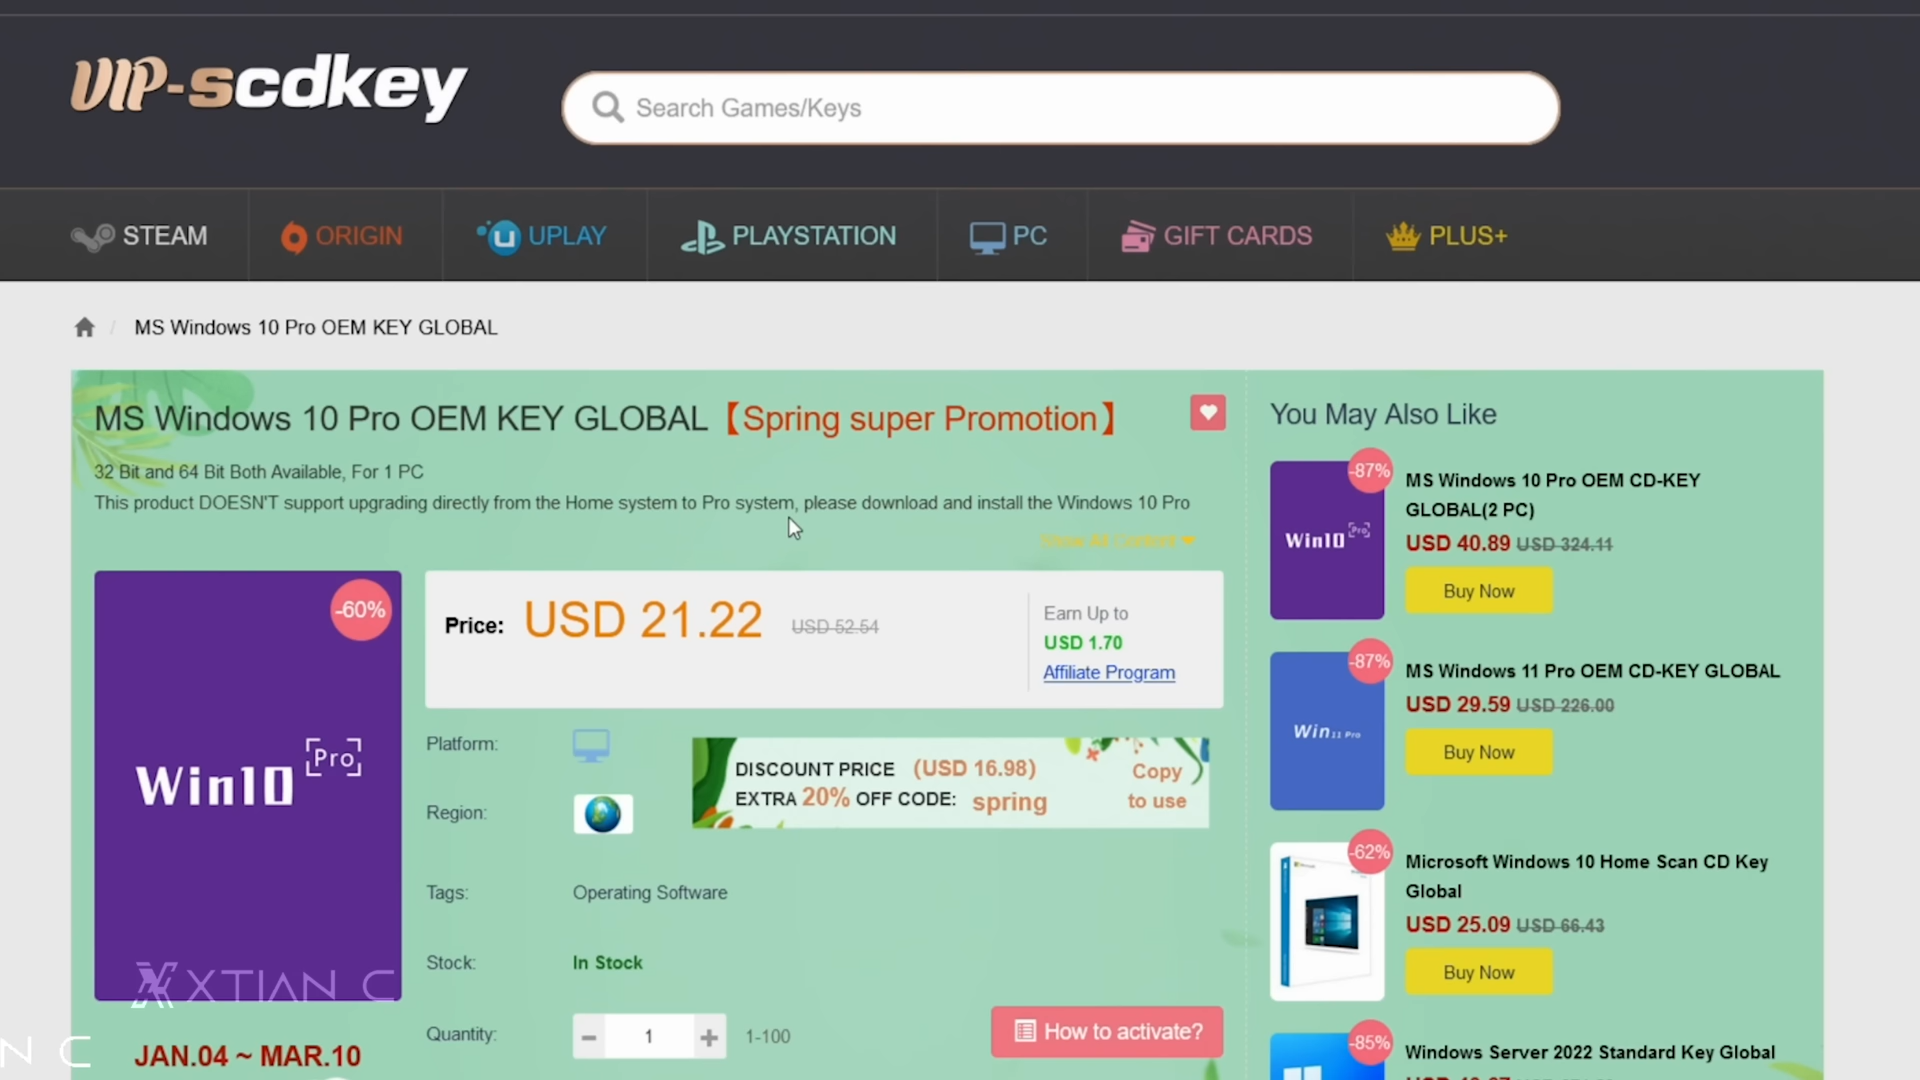 VIP-scdkey
Search Games/Keys
STEAM
ORIGIN
UPLAY
PLAYSTATION
PC
GIFT CARDS
PLUS+
/ MS Windows 10 Pro OEM KEY GLOBAL
MS Windows 10 Pro OEM KEY GLOBAL【Spring super Promotion】
32 Bit and 64 Bit Both Available, For 1 PC
This product DOESN'T support upgrading directly from the Home system to Pro system, please download and install the Windows 10 Pro
Show All Content
-60%
Win10 [Pro]
XTIAN C
N C
JAN.04 ~ MAR.10
Price: USD 21.22 USD 52.54
Earn Up to
USD 1.70
Affiliate Program
Platform:
DISCOUNT PRICE (USD 16.98)
EXTRA 20% OFF CODE: spring
Copy
to use
Region:
Tags: Operating Software
Stock: In Stock
Quantity: - 1 + 1-100
How to activate?
You May Also Like
-87%
Win10 [Pro]
MS Windows 10 Pro OEM CD-KEY
GLOBAL(2 PC)
USD 40.89 USD 324.11
Buy Now
-87%
Win 11 Pro
MS Windows 11 Pro OEM CD-KEY GLOBAL
USD 29.59 USD 226.00
Buy Now
-62%
Microsoft Windows 10 Home Scan CD Key
Global
USD 25.09 USD 66.43
Buy Now
-85%
Windows Server 2022 Standard Key Global